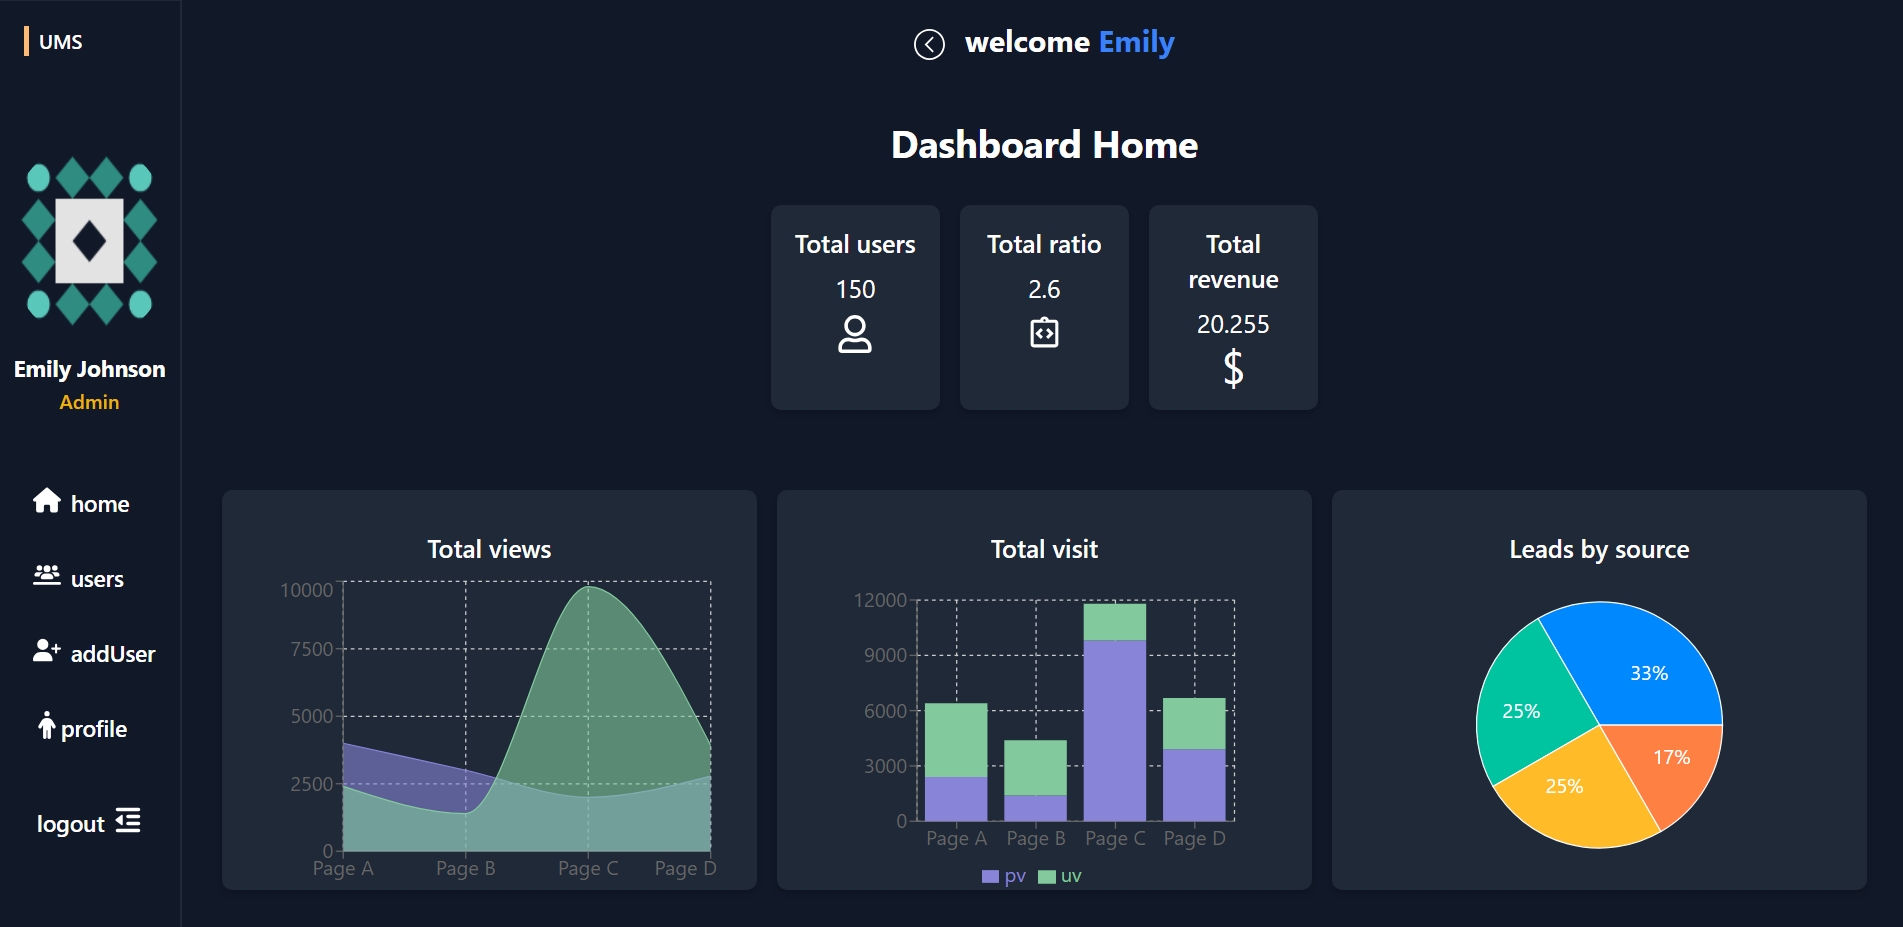 UMS
Emily Johnson
Admin
home
users
addUser
profile
logout
welcome Emily
Dashboard Home
Total users
150
Total ratio
2.6
Total
revenue
20.255
$
Total views
10000
7500
5000
2500
0
Page A Page B Page C Page D
Total visit
12000
9000
6000
3000
0
Page A Page B Page C Page D
pv uv
Leads by source
33%
25%
17%
25%